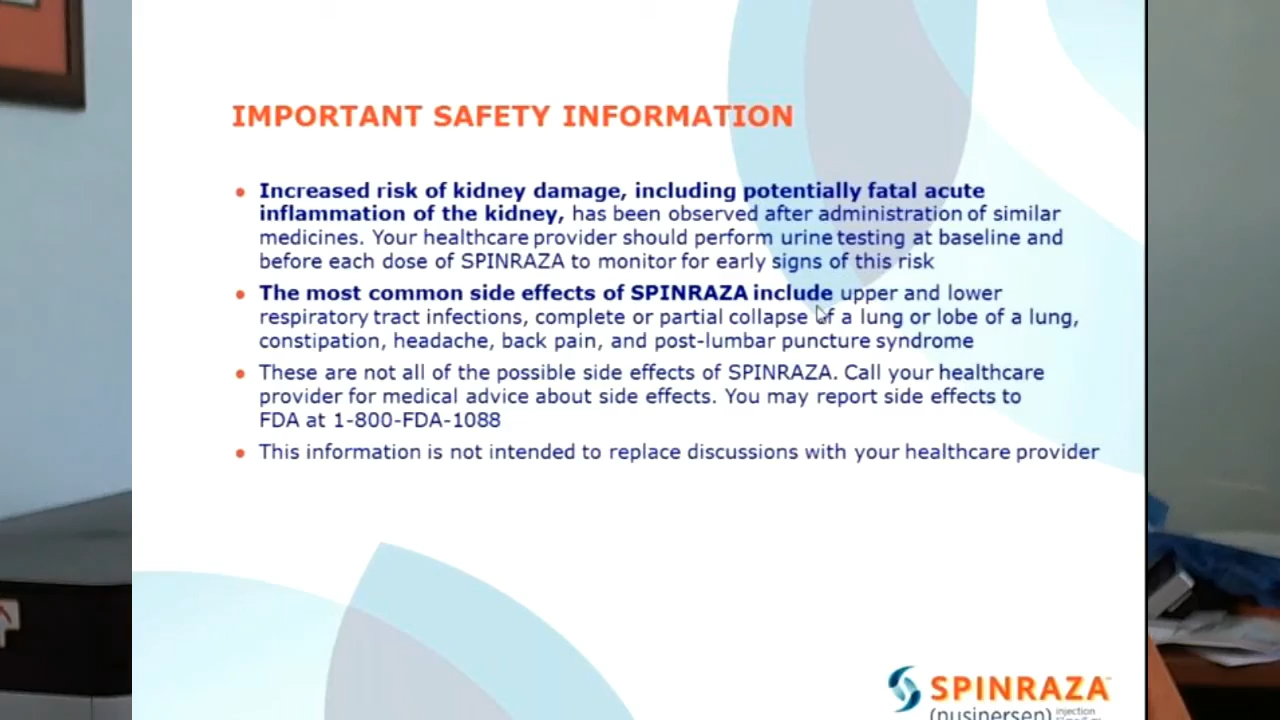 IMPORTANT SAFETY INFORMATION
• Increased risk of kidney damage, including potentially fatal acute
inflammation of the kidney, has been observed after administration of similar
medicines. Your healthcare provider should perform urine testing at baseline and
before each dose of SPINRAZA to monitor for early signs of this risk
• The most common side effects of SPINRAZA include upper and lower
respiratory tract infections, complete or partial collapse of a lung or lobe of a lung,
constipation, headache, back pain, and post-lumbar puncture syndrome
• These are not all of the possible side effects of SPINRAZA. Call your healthcare
provider for medical advice about side effects. You may report side effects to
FDA at 1-800-FDA-1088
• This information is not intended to replace discussions with your healthcare provider
SPINRAZA
(nusinersen) injection